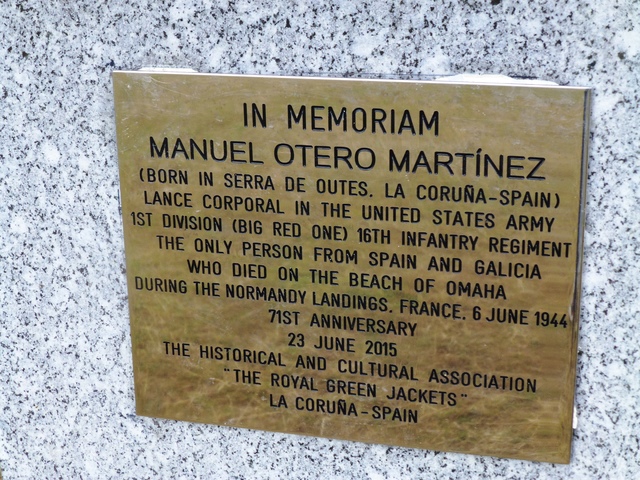 IN MEMORIAM
MANUEL OTERO MARTÍNEZ
(BORN IN SERRA DE OUTES, LA CORUÑA-SPAIN)
LANCE CORPORAL IN THE UNITED STATES ARMY
1ST DIVISION (BIG RED ONE) 16TH INFANTRY REGIMENT
THE ONLY PERSON FROM SPAIN AND GALICIA
WHO DIED ON THE BEACH OF OMAHA
DURING THE NORMANDY LANDINGS, FRANCE, 6 JUNE 1944
71ST ANNIVERSARY
23 JUNE 2015
THE HISTORICAL AND CULTURAL ASSOCIATION
"THE ROYAL GREEN JACKETS"
LA CORUÑA-SPAIN